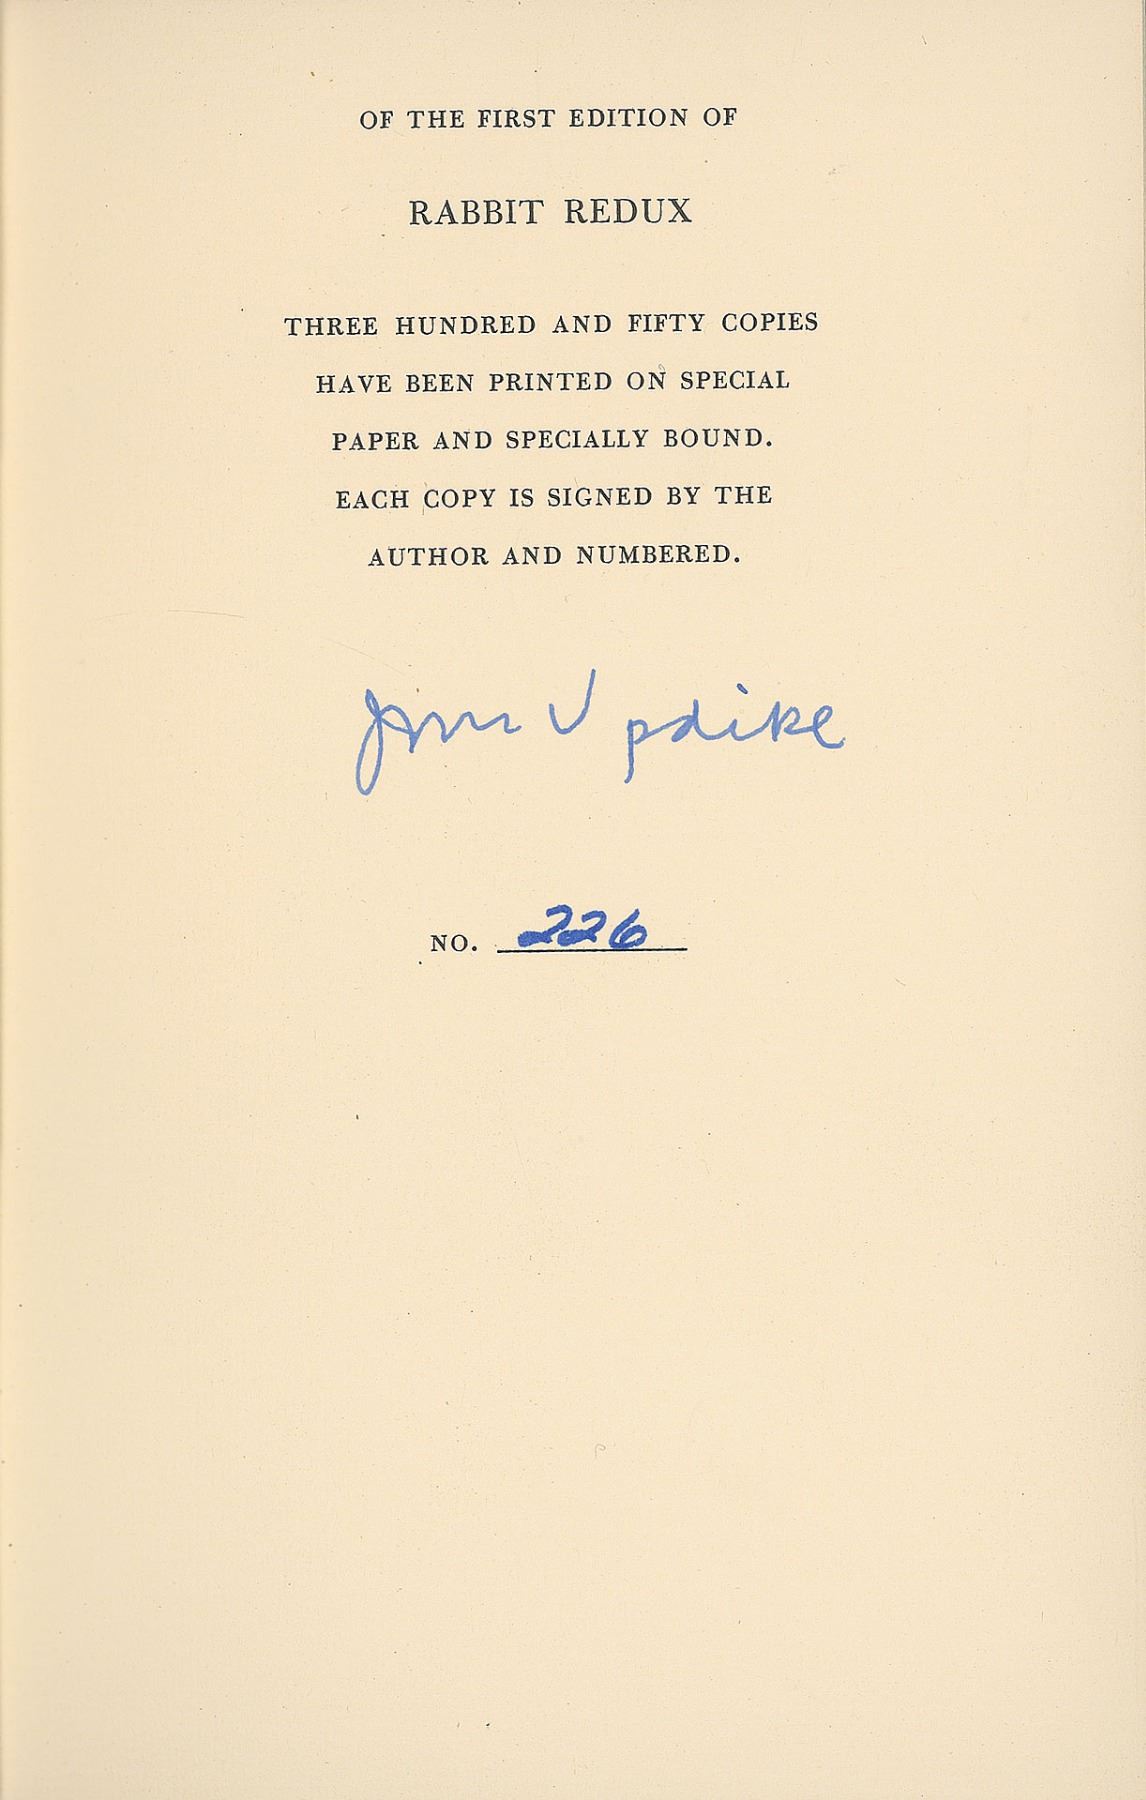 OF THE FIRST EDITION OF
RABBIT REDUX
THREE HUNDRED AND FIFTY COPIES
HAVE BEEN PRINTED ON SPECIAL
PAPER AND SPECIALLY BOUND.
EACH COPY IS SIGNED BY THE
AUTHOR AND NUMBERED.
John Updike
NO. 226